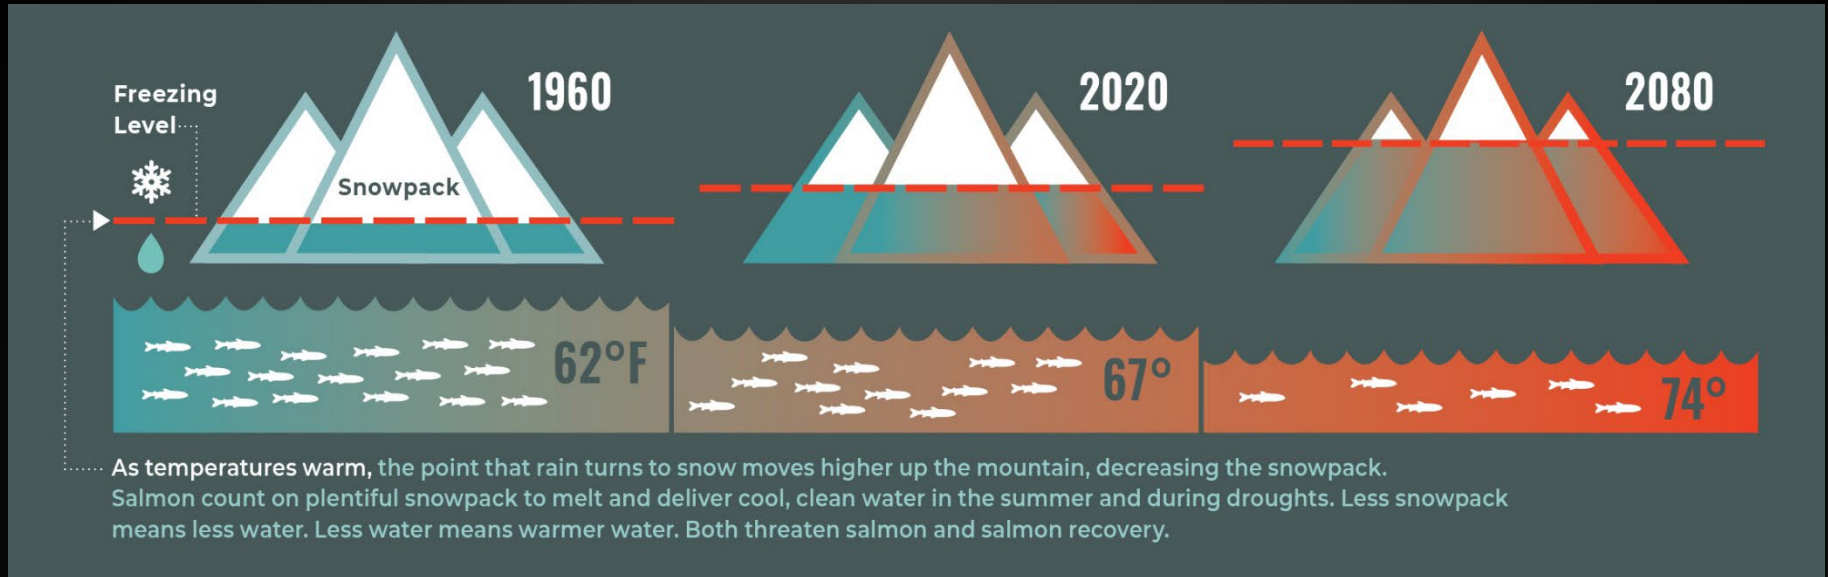 Freezing
Level
1960
2020
2080
Snowpack
62°F
67°
74°
As temperatures warm, the point that rain turns to snow moves higher up the mountain, decreasing the snowpack.
Salmon count on plentiful snowpack to melt and deliver cool, clean water in the summer and during droughts. Less snowpack
means less water. Less water means warmer water. Both threaten salmon and salmon recovery.